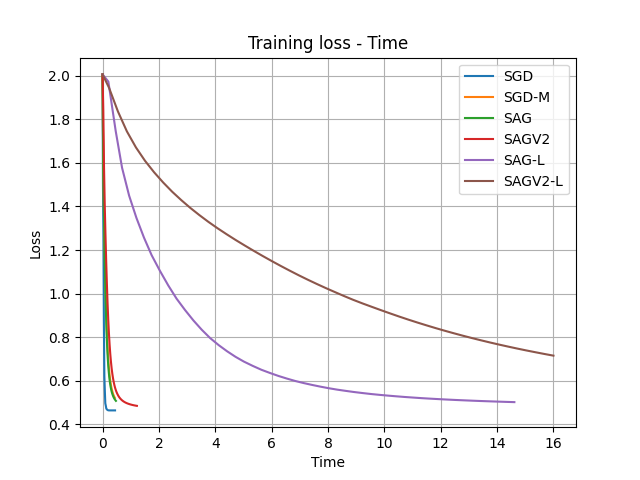 Training loss - Time
Loss
2.0
1.8
1.6
1.4
1.2
1.0
0.8
0.6
0.4
SGD
SGD-M
SAG
SAGV2
SAG-L
SAGV2-L
0 2 4 6 8 10 12 14 16
Time